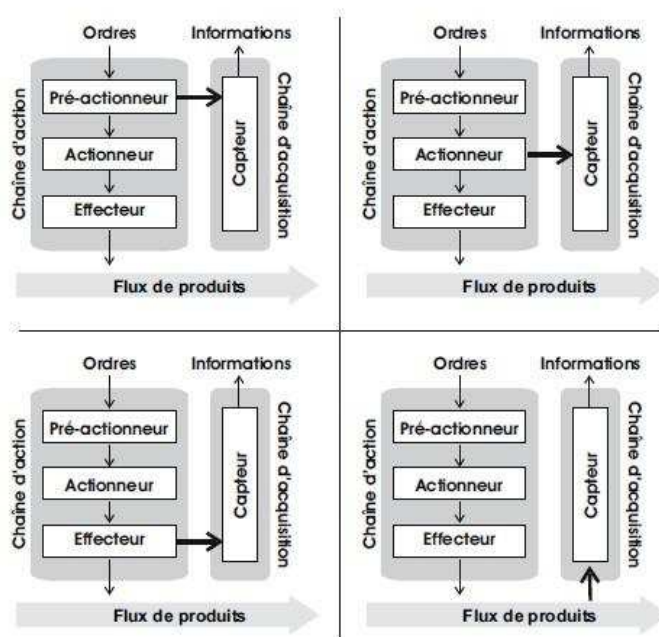 Ordres
Informations
Chaîne d'action
Pré-actionneur
Actionneur
Effecteur
Capteur
Chaîne d'acquisition
Flux de produits
Ordres
Informations
Chaîne d'action
Pré-actionneur
Actionneur
Effecteur
Capteur
Chaîne d'acquisition
Flux de produits
Ordres
Informations
Chaîne d'action
Pré-actionneur
Actionneur
Effecteur
Capteur
Chaîne d'acquisition
Flux de produits
Ordres
Informations
Chaîne d'action
Pré-actionneur
Actionneur
Effecteur
Capteur
Chaîne d'acquisition
Flux de produits